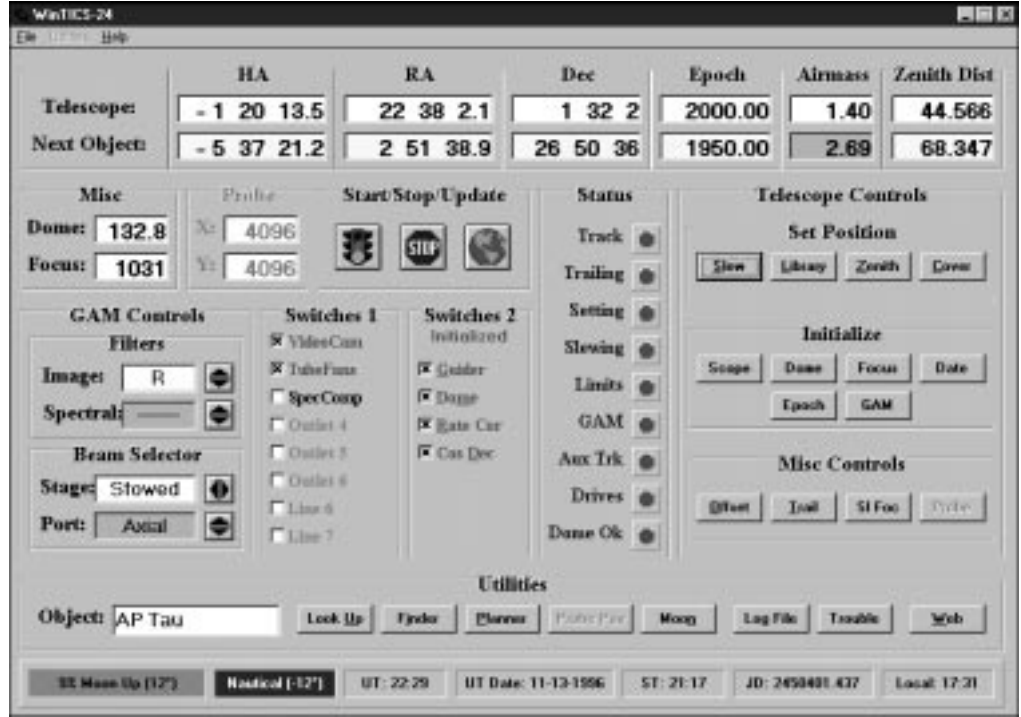 WinTICS-24
File Utilities Help
HA RA Dec Epoch Airmass Zenith Dist
Telescope: - 1 20 13.5 22 38 2.1 1 32 2 2000.00 1.40 44.566
Next Object: - 5 37 21.2 2 51 38.9 26 50 36 1950.00 2.69 68.347
Misc Probe Start/Stop/Update Status Telescope Controls
Dome: 132.8 X: 4096 STOP Track Set Position
Focus: 1031 Y: 4096 Trailing Slew Library Zenith Cover
GAM Controls Switches 1 Switches 2 Setting
Filters VideoCam Initialized Slewing Initialize
Image: R TubeFans Guider Limits Scope Dome Focus Date
Spectral: SpecComp Dome GAM Epoch GAM
Outlet 4 Rate Cor
Beam Selector Outlet 5 Cos Dec Aux Trk Misc Controls
Stage: Stowed Outlet 6 Drives Offset Trail SI Foc Probe
Port: Axial Line 6 Dome Ok
Line 7
Utilities
Object: AP Tau Look Up Finder Planner Moon Log File Trouble Web
Moon Up (12°) Nautical (-12°) UT: 22:29 UT Date: 11-13-1996 ST: 21:17 JD: 2450401.437 Local: 17:31